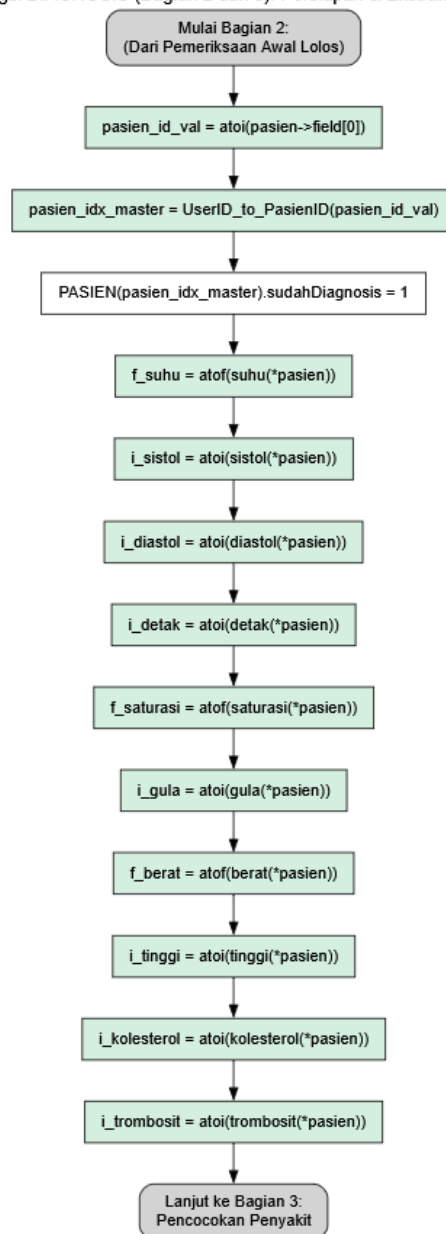 Mulai Bagian 2:
(Dari Pemeriksaan Awal Lolos)
pasien_id_val = atoi(pasien->field[0])
pasien_idx_master = UserID_to_PasienID(pasien_id_val)
PASIEN(pasien_idx_master).sudahDiagnosis = 1
f_suhu = atof(suhu(*pasien))
i_sistol = atoi(sistol(*pasien))
i_diastol = atoi(diastol(*pasien))
i_detak = atoi(detak(*pasien))
f_saturasi = atof(saturasi(*pasien))
i_gula = atoi(gula(*pasien))
f_berat = atof(berat(*pasien))
i_tinggi = atoi(tinggi(*pasien))
i_kolesterol = atoi(kolesterol(*pasien))
i_trombosit = atoi(trombosit(*pasien))
Lanjut ke Bagian 3:
Pencocokan Penyakit